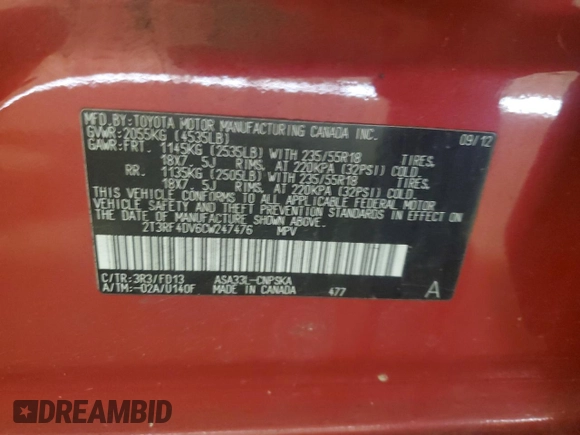 MFD.BY:TOYOTA MOTOR MANUFACTURING CANADA INC.
GVWR:2055KG (4535LB) 09/12
GAWR:FRT. 1145KG (2535LB) WITH 235/55R18 TIRES.
18X7. 5J RIMS. AT 220KPA (32PSI) COLD.
RR. 1135KG (2505LB) WITH 235/55R18 TIRES.
18X7. 5J RIMS. AT 220KPA (32PSI) COLD.
THIS VEHICLE CONFORMS TO ALL APPLICABLE FEDERAL MOTOR
VEHICLE SAFETY AND THEFT PREVENTION STANDARDS IN EFFECT ON
THE DATE OF MANUFACTURE SHOWN ABOVE.
2T3RF4DV6CW247476 MPV
C/TR:3R3/FD13 ASA33L-CNPSKA
A/TM:-02A/U140F MADE IN CANADA 477 A
DREAMBID